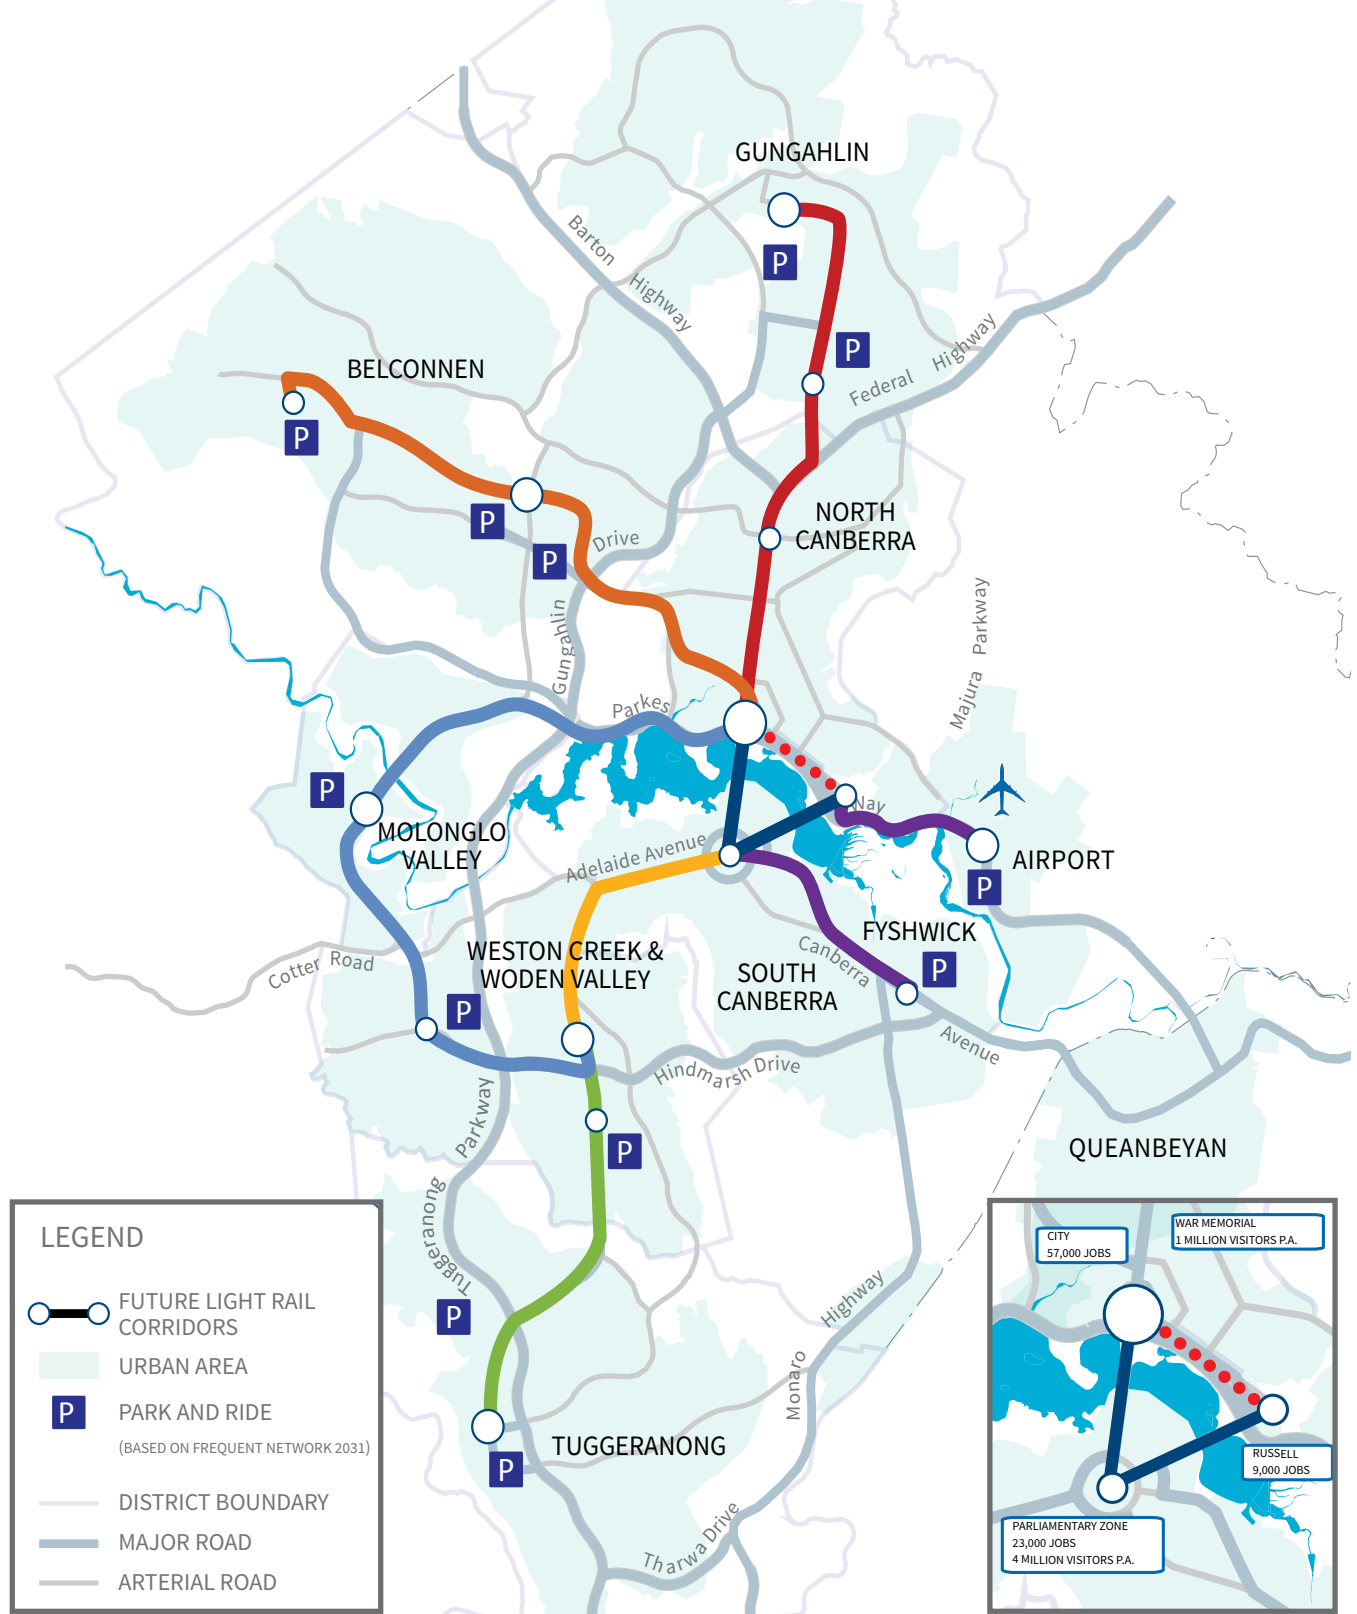 GUNGAHLIN
P
Barton
Highway
P
Federal
Highway
BELCONNEN
P
P
P
Drive
NORTH
CANBERRA
Gungahlin
Majura Parkway
Parkes
P
Way
MOLONGLO
VALLEY
Adelaide Avenue
AIRPORT
P
FYSHWICK
P
Canberra
Avenue
Cotter Road
WESTON CREEK &
WODEN VALLEY
SOUTH
CANBERRA
P
Hindmarsh Drive
Parkway
P
QUEANBEYAN
Tuggeranong
Tugg
P
Highway
Monaro
TUGGERANONG
P
Tharwa Drive
LEGEND
FUTURE LIGHT RAIL
CORRIDORS
URBAN AREA
P
PARK AND RIDE
(BASED ON FREQUENT NETWORK 2031)
DISTRICT BOUNDARY
MAJOR ROAD
ARTERIAL ROAD
CITY
57,000 JOBS
WAR MEMORIAL
1 MILLION VISITORS P.A.
RUSSELL
9,000 JOBS
PARLIAMENTARY ZONE
23,000 JOBS
4 MILLION VISITORS P.A.